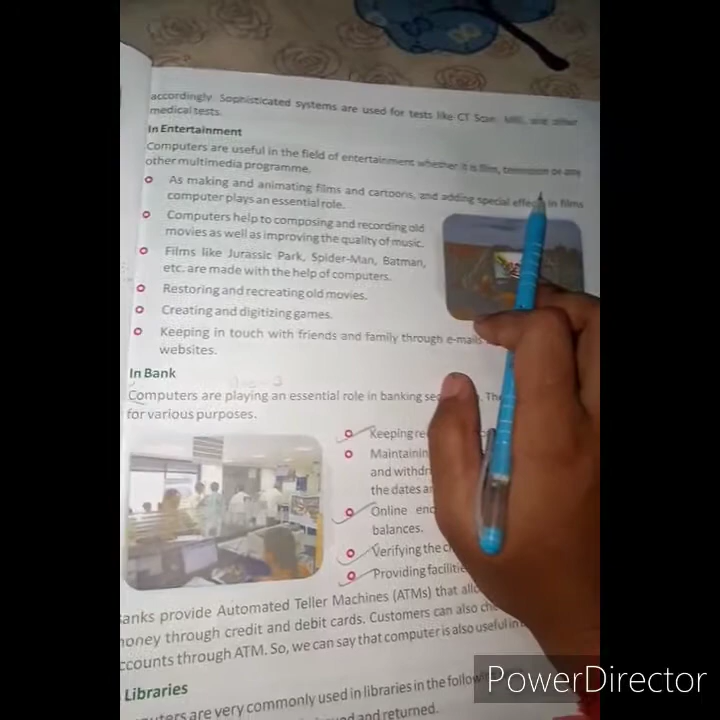 accordingly. Sophisticated systems are used for tests like CT Scan, MRI, and other
medical tests.
In Entertainment
Computers are useful in the field of entertainment whether it is film, television or any
other multimedia programme.
As making and animating films and cartoons, and adding special effects in films
computer plays an essential role.
Computers help to composing and recording old
movies as well as improving the quality of music.
Films like Jurassic Park, Spider-Man, Batman,
etc. are made with the help of computers.
Restoring and recreating old movies.
Creating and digitizing games.
Keeping in touch with friends and family through e-mails
websites.
In Bank
Computers are playing an essential role in banking
for various purposes.
Keeping
Maintainin
and withdr
the dates
Online
balances.
Verifying the
Providing
anks provide Automated Teller Machines (ATMs) that
oney through credit and debit cards. Customers can also
ccounts through ATM. So, we can say that computer is also useful in
Libraries
puters are very commonly used in libraries in the following
and returned.
PowerDirector